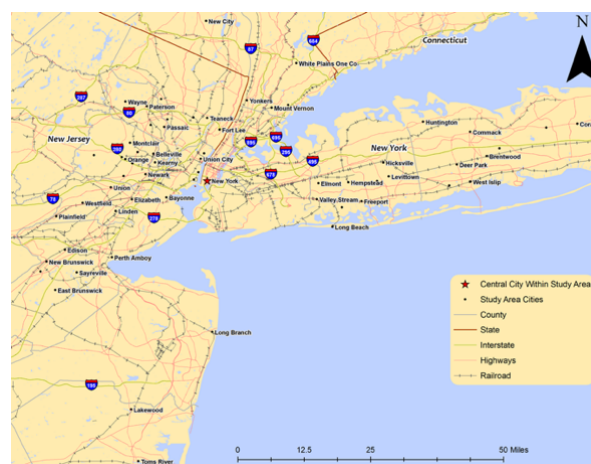 New City
N
87
684
Connecticut
White Plains One Co.
287
Wayne
Paterson
Yonkers
Mount Vernon
Teaneck
Passaic
Fort Lee
New Jersey
Montclair
Belleville
Orange
Kearny
Union City
Newark
New York
Huntington
Commack
New York
Hicksville
Brentwood
Deer Park
Levittown
Elmont
Hempstead
West Islip
495
678
Union
Bayonne
78
Westfield
Elizabeth
Linden
Plainfield
278
Valley Stream
Freeport
Long Beach
Edison
Perth Amboy
New Brunswick
Sayreville
East Brunswick
Central City Within Study Area
Study Area Cities
County
State
Interstate
Highways
Railroad
Long Branch
195
Lakewood
Toms River
0 12.5 25 50 Miles